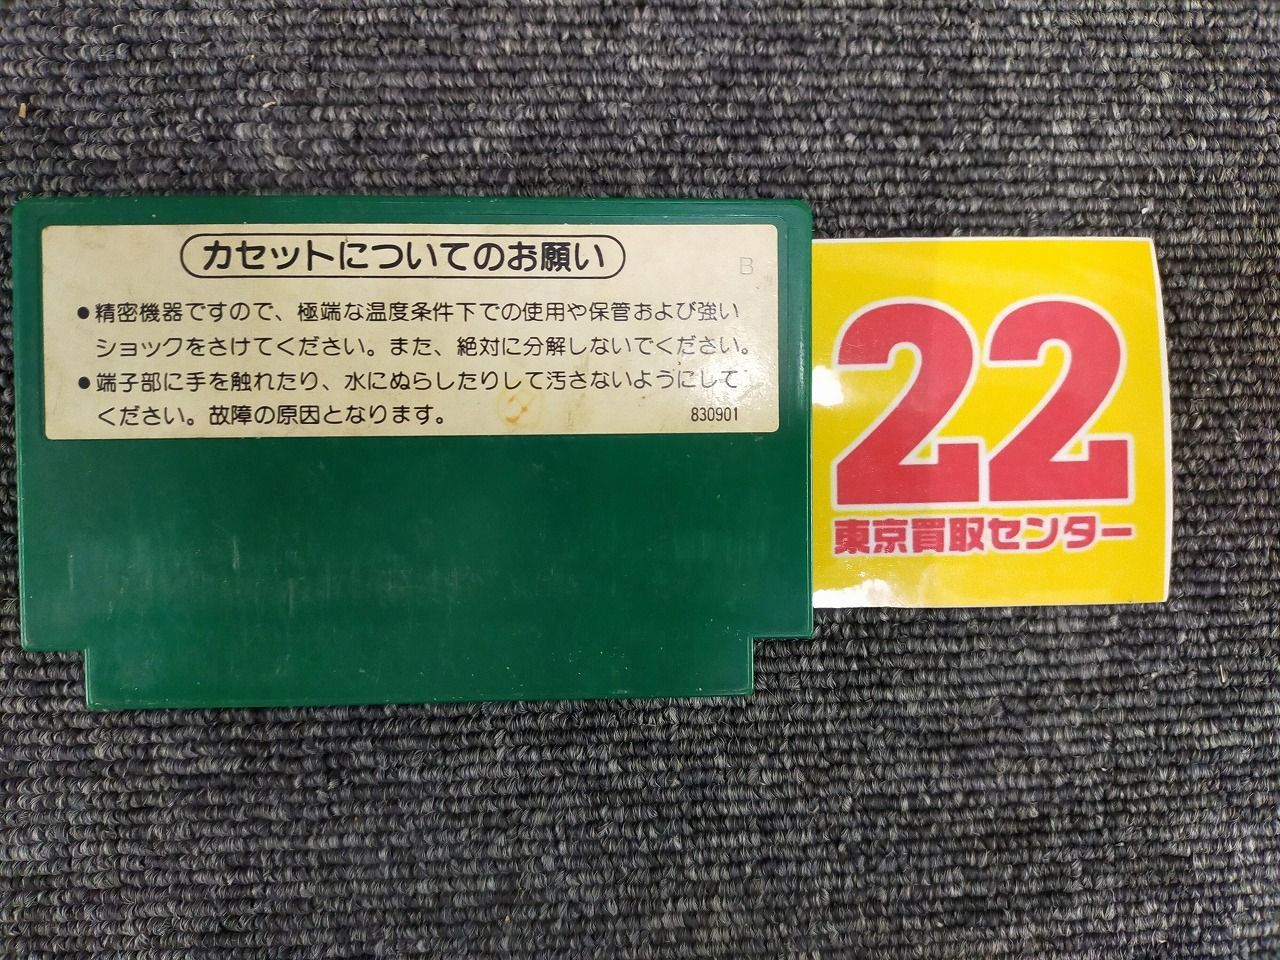 カセットについてのお願い
B
●精密機器ですので、極端な温度条件下での使用や保管および強い
ショックをさけてください。また、絶対に分解しないでください。
●端子部に手を触れたり、水にぬらしたりして汚さないようにして
ください。故障の原因となります。
830901
22
東京買取センター